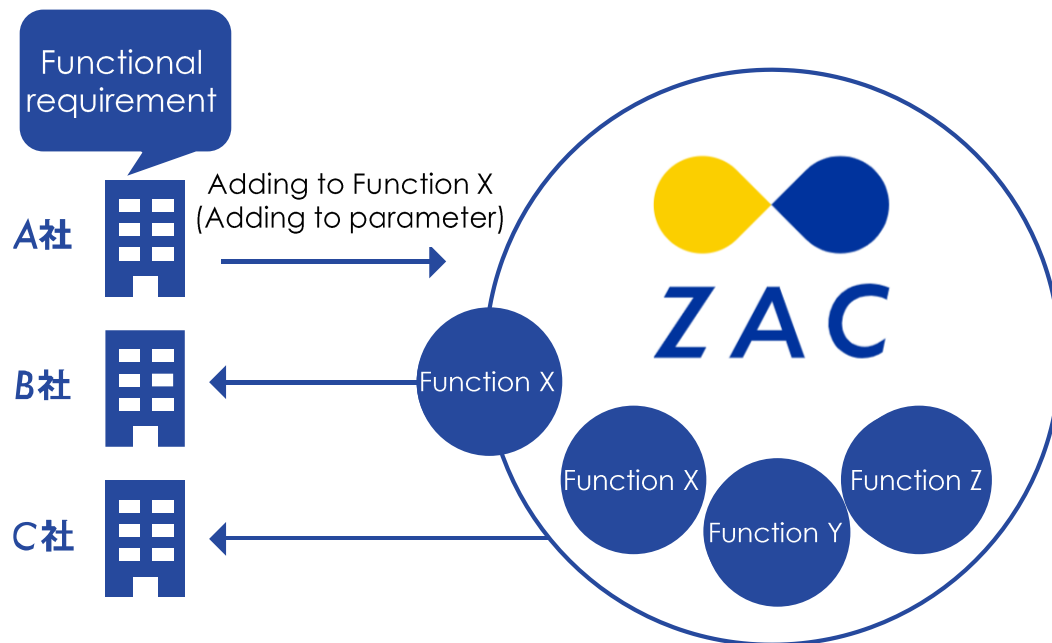 Functional
requirement
A社
Adding to Function X
(Adding to parameter)
ZAC
B社
Function X
C社
Function X
Function Y
Function Z